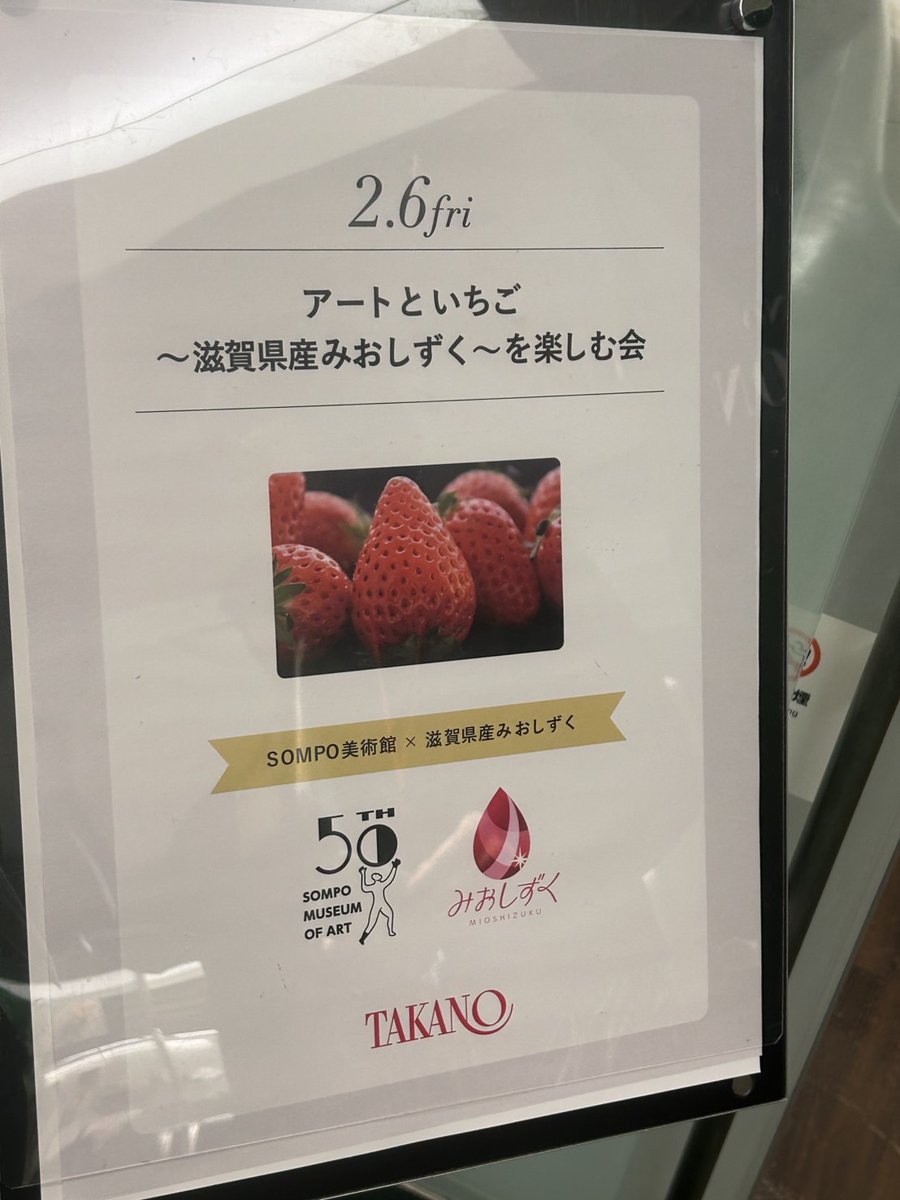 2.6fri
アートといちご
～滋賀県産みおしずく～を楽しむ会
SOMPO美術館 × 滋賀県産みおしずく
50TH
SOMPO
MUSEUM
OF ART
みおしずく
MIOSHIZUKU
TAKANO
煙